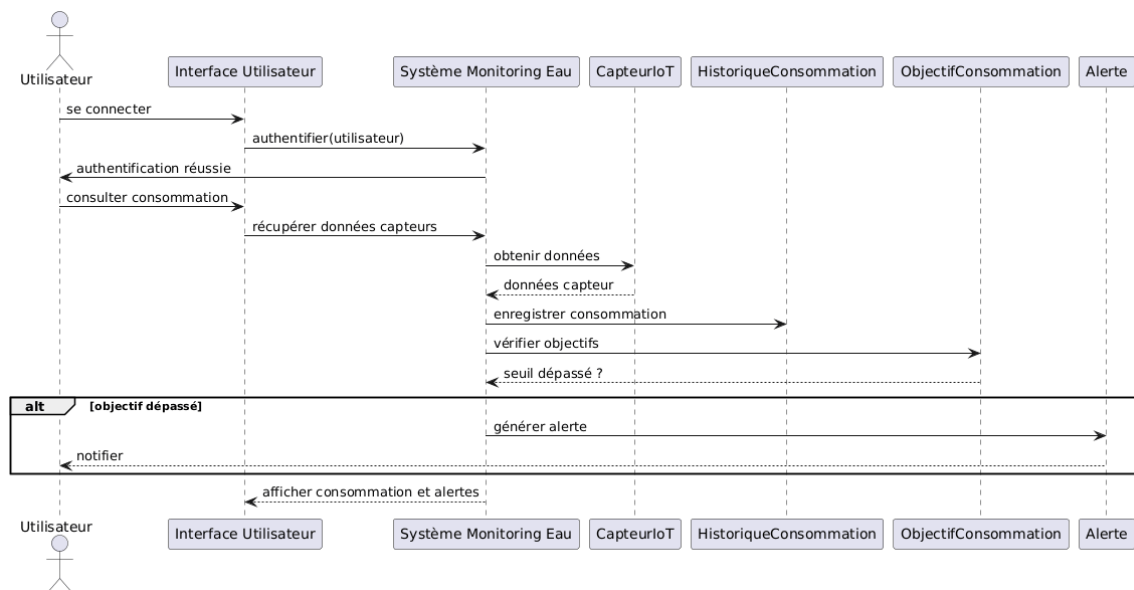 Utilisateur
Interface Utilisateur
Système Monitoring Eau
CapteurIoT
HistoriqueConsommation
ObjectifConsommation
Alerte
se connecter
authentifier(utilisateur)
authentification réussie
consulter consommation
récupérer données capteurs
obtenir données
données capteur
enregistrer consommation
vérifier objectifs
seuil dépassé ?
alt [objectif dépassé]
générer alerte
notifier
afficher consommation et alertes
Utilisateur
Interface Utilisateur
Système Monitoring Eau
CapteurIoT
HistoriqueConsommation
ObjectifConsommation
Alerte